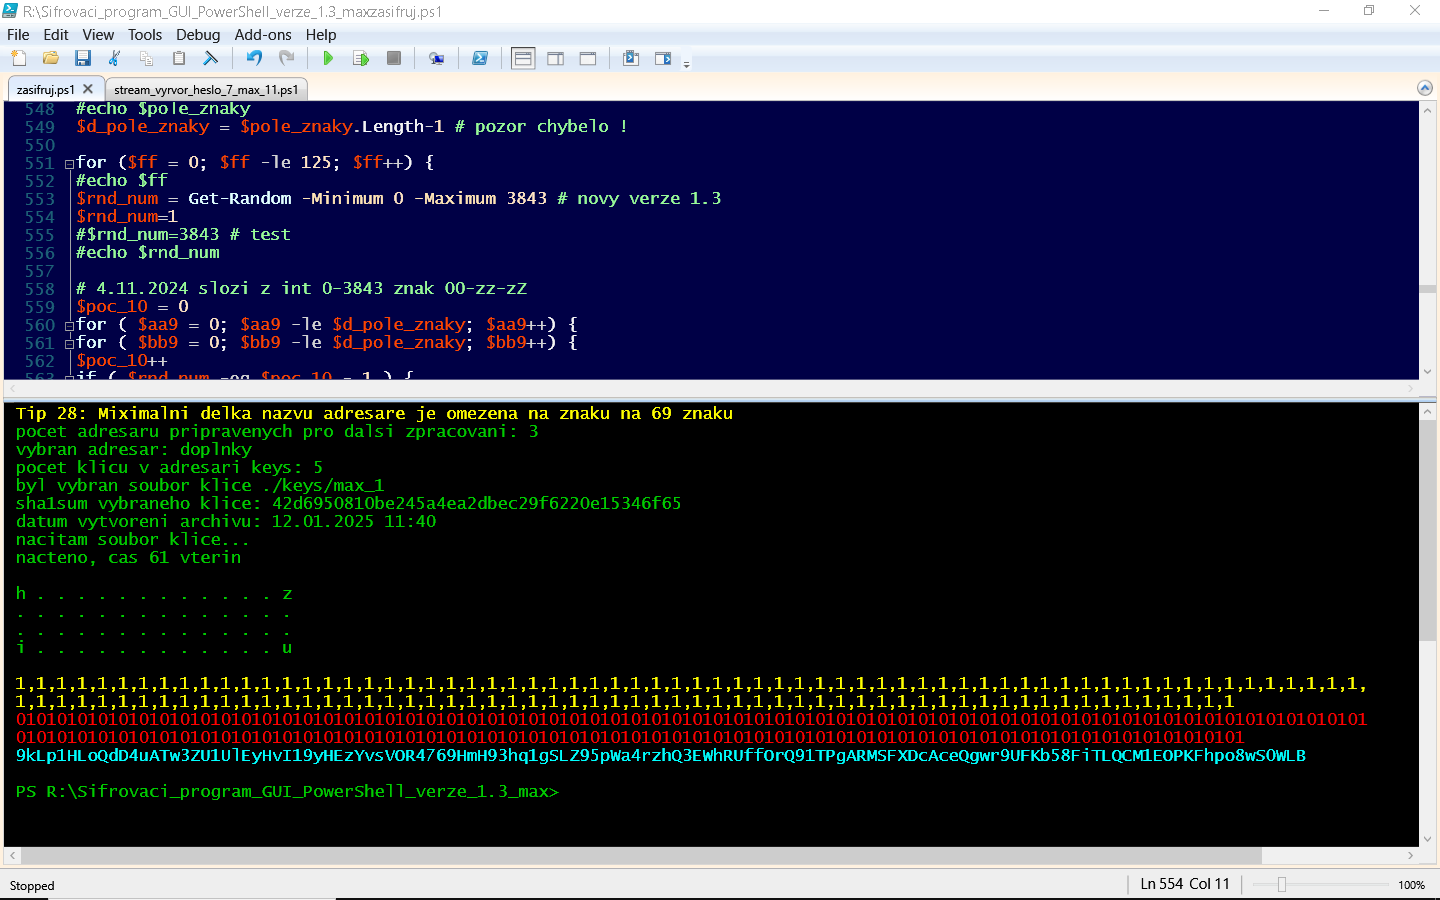 R:\Sifrovaci_program_GUI_PowerShell_verze_1.3_maxzasifruj.ps1
File Edit View Tools Debug Add-ons Help
zasifruj.ps1 stream_vyrvor_heslo_7_max_11.ps1
548 #echo $pole_znaky
549 $d_pole_znaky = $pole_znaky.Length-1 # pozor chybelo !
550
551 for ($ff = 0; $ff -le 125; $ff++) {
552 #echo $ff
553 $rnd_num = Get-Random -Minimum 0 -Maximum 3843 # novy verze 1.3
554 $rnd_num=1
555 #$rnd_num=3843 # test
556 #echo $rnd_num
557
558 # 4.11.2024 slozi z int 0-3843 znak 00-zz-zZ
559 $poc_10 = 0
560 for ( $aa9 = 0; $aa9 -le $d_pole_znaky; $aa9++) {
561 for ( $bb9 = 0; $bb9 -le $d_pole_znaky; $bb9++) {
562 $poc_10++
563 if ( $rnd_num -eq $poc_10 - 1 ) {
Tip 28: Miximalni delka nazvu adresare je omezena na znaku na 69 znaku
pocet adresaru pripravenych pro dalsi zpracovani: 3
vybran adresar: doplnky
pocet klicu v adresari keys: 5
byl vybran soubor klice ./keys/max_1
sha1sum vybraneho klice: 42d6950810be245a4ea2dbec29f6220e15346f65
datum vytvoreni archivu: 12.01.2025 11:40
nacitam soubor klice...
nacteno, cas 61 vterin
h . . . . . . . . . . . . z
. . . . . . . . . . . . . .
. . . . . . . . . . . . . .
i . . . . . . . . . . . . u
1,1,1,1,1,1,1,1,1,1,1,1,1,1,1,1,1,1,1,1,1,1,1,1,1,1,1,1,1,1,1,1,1,1,1,1,1,1,1,1,1,1,1,1,1,1,1,1,1,1,1,1,1,1,1,1,1,1,1,1,1,1,1,1,1,1,
1,1,1,1,1,1,1,1,1,1,1,1,1,1,1,1,1,1,1,1,1,1,1,1,1,1,1,1,1,1,1,1,1,1,1,1,1,1,1,1,1,1,1,1,1,1,1,1,1,1,1,1,1,1,1,1,1,1,1,1
010101010101010101010101010101010101010101010101010101010101010101010101010101010101010101010101010101010101010101010101010101010101
010101010101010101010101010101010101010101010101010101010101010101010101010101010101010101010101010101010101010101010101
9kLp1HLoQdD4uATw3ZU1UlEyHvI19yHEzYvsVOR4769HmH93hq1gSLZ95pWa4rzhQ3EWhRUffOrQ91TPgARMSFXDcAceQgwr9UFKb58FiTLQCM1EOPKFhpo8wS0WLB
PS R:\Sifrovaci_program_GUI_PowerShell_verze_1.3_max>
Stopped Ln 554 Col 11 100%